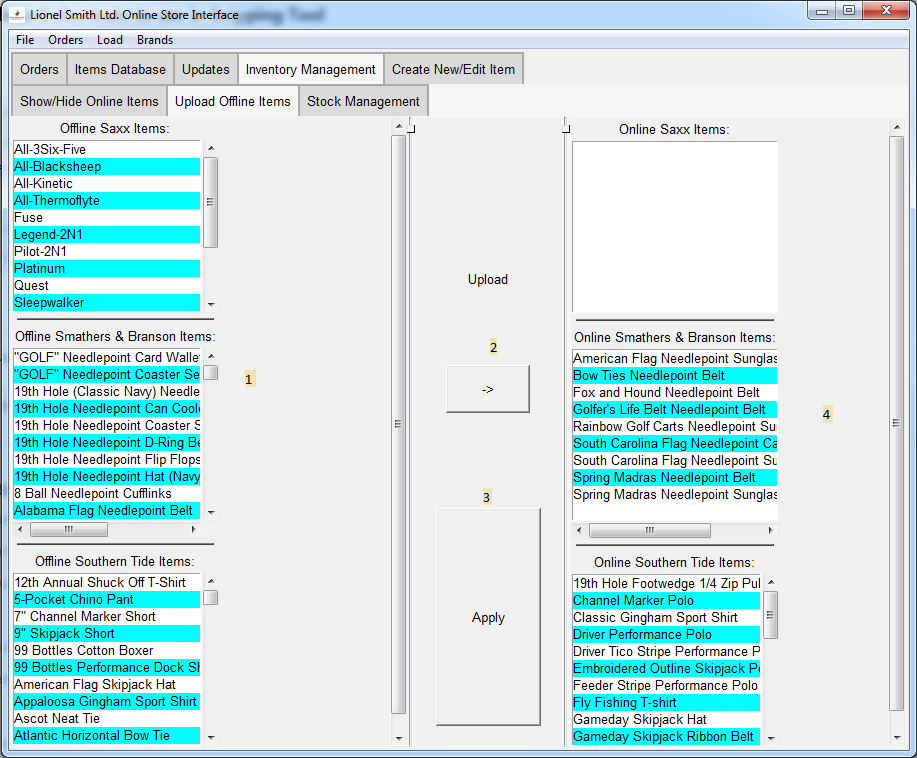 Lionel Smith Ltd. Online Store Interface
File Orders Load Brands
Orders Items Database Updates Inventory Management Create New/Edit Item
Show/Hide Online Items Upload Offline Items Stock Management
Offline Saxx Items:
All-3Six-Five
All-Blacksheep
All-Kinetic
All-Thermoflyte
Fuse
Legend-2N1
Pilot-2N1
Platinum
Quest
Sleepwalker
Offline Smathers & Branson Items:
"GOLF" Needlepoint Card Walle
"GOLF" Needlepoint Coaster Se
19th Hole (Classic Navy) Needle
19th Hole Needlepoint Can Coole
19th Hole Needlepoint Coaster S
19th Hole Needlepoint D-Ring Be
19th Hole Needlepoint Flip Flops
19th Hole Needlepoint Hat (Navy
8 Ball Needlepoint Cufflinks
Alabama Flag Needlepoint Belt
1
Offline Southern Tide Items:
12th Annual Shuck Off T-Shirt
5-Pocket Chino Pant
7" Channel Marker Short
9" Skipjack Short
99 Bottles Cotton Boxer
99 Bottles Performance Dock Sh
American Flag Skipjack Hat
Appaloosa Gingham Sport Shirt
Ascot Neat Tie
Atlantic Horizontal Bow Tie
Upload
2
->
3
Apply
Online Saxx Items:
Online Smathers & Branson Items:
American Flag Needlepoint Sunglas
Bow Ties Needlepoint Belt
Fox and Hound Needlepoint Belt
Golfer's Life Belt Needlepoint Belt
Rainbow Golf Carts Needlepoint Su
South Carolina Flag Needlepoint Ca
South Carolina Flag Needlepoint Su
Spring Madras Needlepoint Belt
Spring Madras Needlepoint Sunglas
4
Online Southern Tide Items:
19th Hole Footwedge 1/4 Zip Pul
Channel Marker Polo
Classic Gingham Sport Shirt
Driver Performance Polo
Driver Tico Stripe Performance P
Embroidered Outline Skipjack Po
Feeder Stripe Performance Polo
Fly Fishing T-shirt
Gameday Skipjack Hat
Gameday Skipjack Ribbon Belt